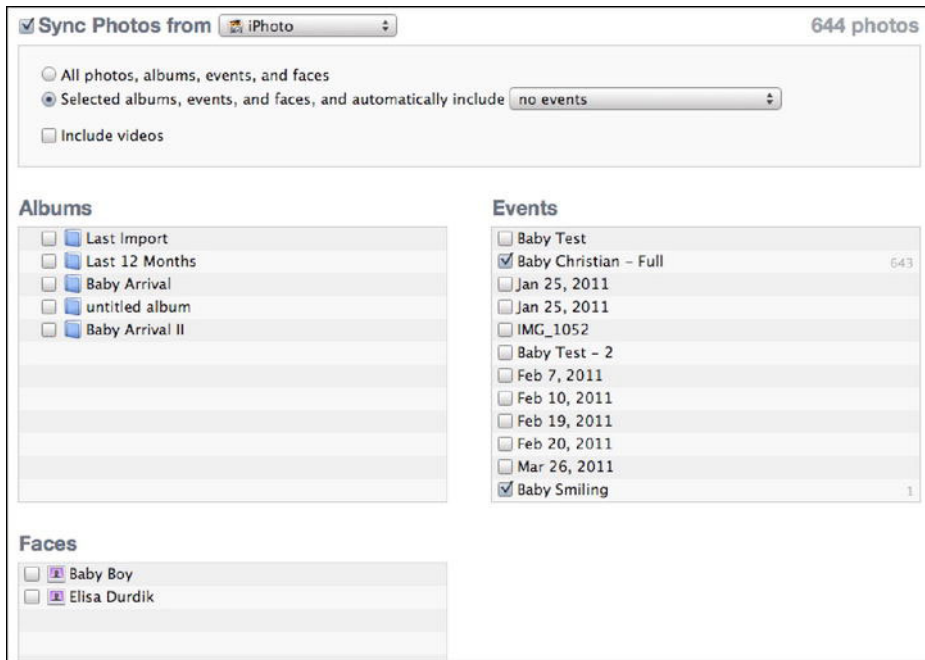 Sync Photos from iPhoto 644 photos
All photos, albums, events, and faces
Selected albums, events, and faces, and automatically include no events
Include videos
Albums
Last Import
Last 12 Months
Baby Arrival
untitled album
Baby Arrival II
Events
Baby Test
Baby Christian - Full 643
Jan 25, 2011
Jan 25, 2011
IMG_1052
Baby Test - 2
Feb 7, 2011
Feb 10, 2011
Feb 19, 2011
Feb 20, 2011
Mar 26, 2011
Baby Smiling 1
Faces
Baby Boy
Elisa Durdik